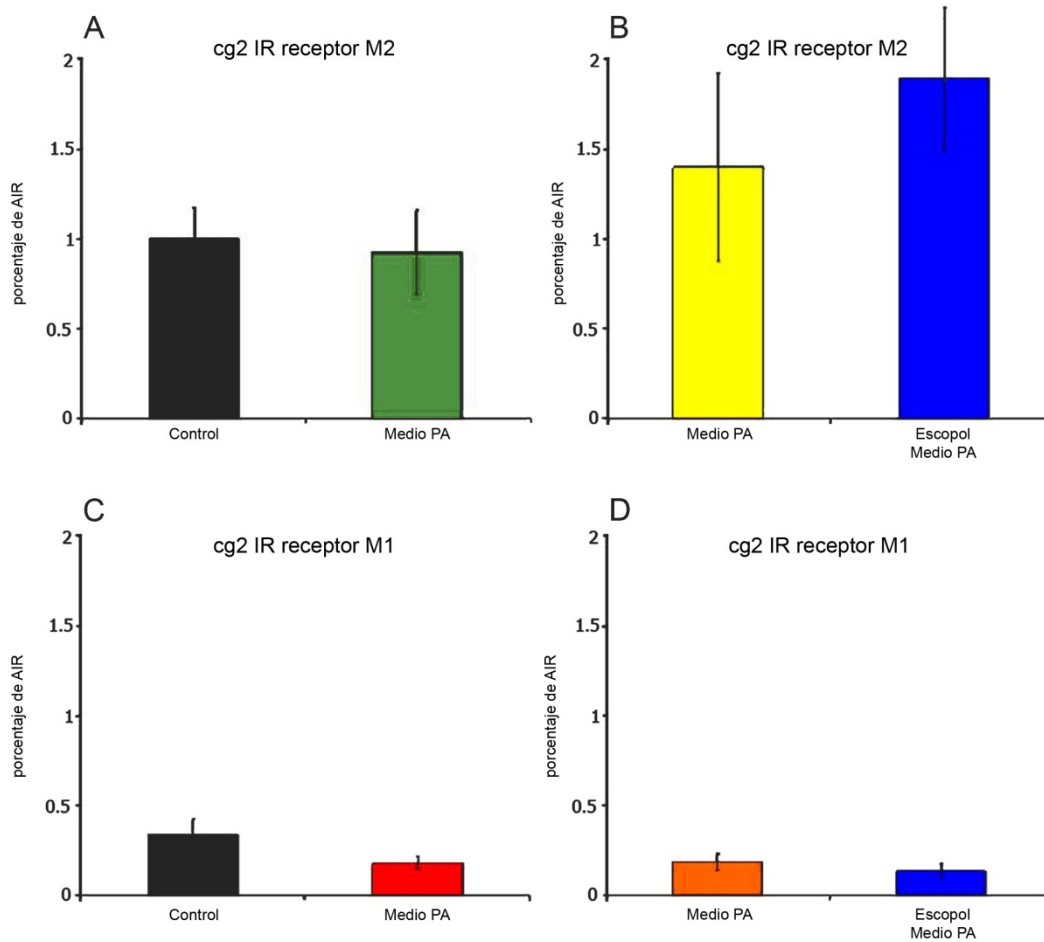 A
cg2 IR receptor M2
2
1.5
1
0.5
0
porcentaje de AIR
Control
Medio PA
B
cg2 IR receptor M2
2
1.5
1
0.5
0
porcentaje de AIR
Medio PA
Escopol
Medio PA
C
cg2 IR receptor M1
2
1.5
1
0.5
0
porcentaje de AIR
Control
Medio PA
D
cg2 IR receptor M1
2
1.5
1
0.5
0
porcentaje de AIR
Medio PA
Escopol
Medio PA